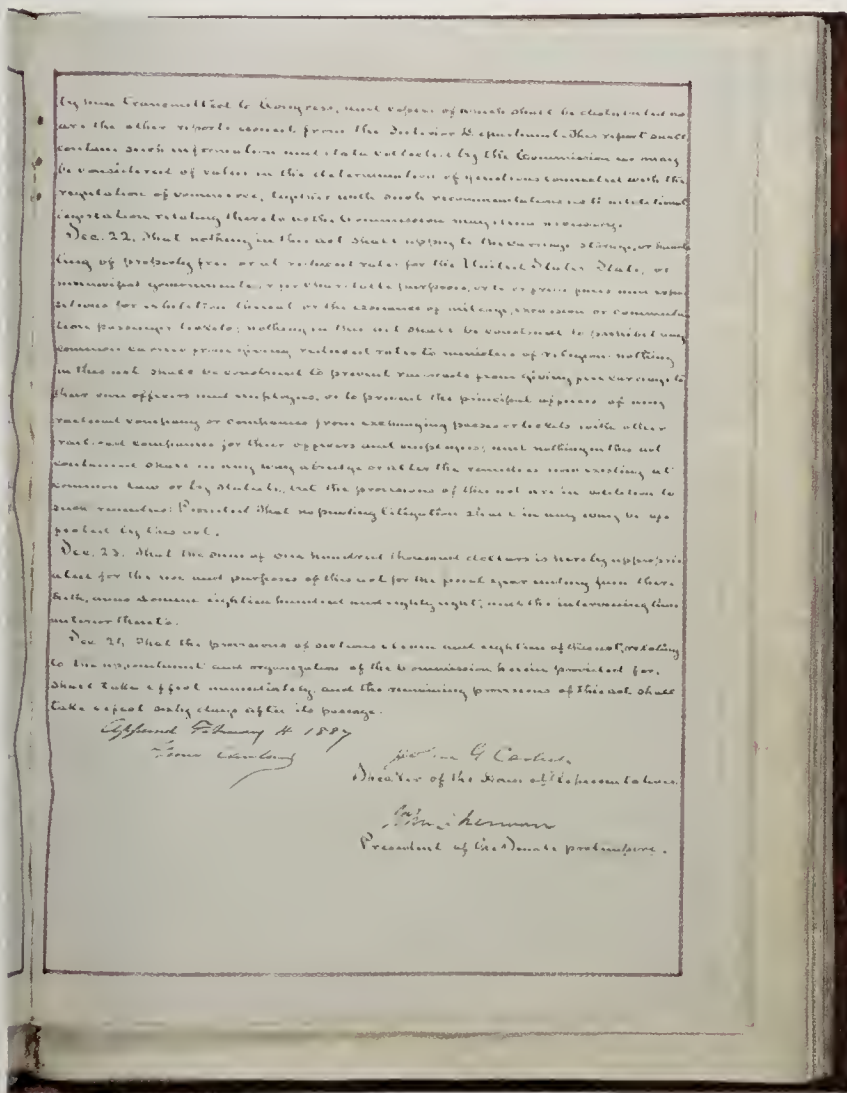 by him transmitted to Congress, and copies of which shall be distributed as
are the other reports issued from the Interior Department. This report shall
contain such information and data collected by the Commission as may
be considered of value in the determination of questions connected with the
regulation of commerce, together with such recommendations as to additional
legislation relating thereto as the Commission may deem necessary.
Sec. 22. That nothing in this act shall apply to the carriage, storage, or hand
ling of property free or at reduced rates for the United States, State, or
municipal governments, or for charitable purposes, or to or from fairs and expo
sitions for exhibition thereat, or the issuance of mileage, excursion, or commuta
tion passenger tickets; nothing in this act shall be construed to prohibit any
common carrier from giving reduced rates to ministers of religion; nothing
in this act shall be construed to prevent railroads from giving free carriage to
their own officers and employees, or to prevent the principal officers of any
railroad company or companies from exchanging passes or tickets with other
railroad companies for their officers and employees; and nothing in this act
contained shall in any way abridge or alter the remedies now existing at
common law or by statute, but the provisions of this act are in addition to
such remedies: Provided That no pending litigation shall in any way be af
fected by this act.
Sec. 23. That the sum of one hundred thousand dollars is hereby appropri
ated for the use and purposes of this act for the fiscal year ending June thir
tieth, anno Domini eighteen hundred and eighty eight, and the intervening time
anterior thereto.
Sec. 24. That the provisions of sections eleven and eighteen of this act, relating
to the appointment and organization of the Commission herein provided for,
shall take effect immediately, and the remaining provisions of this act shall
take effect sixty days after its passage.
Approved February 4 1887
Grover Cleveland
John G Carlisle
Speaker of the House of Representatives.
John Sherman
President of the Senate pro tempore.